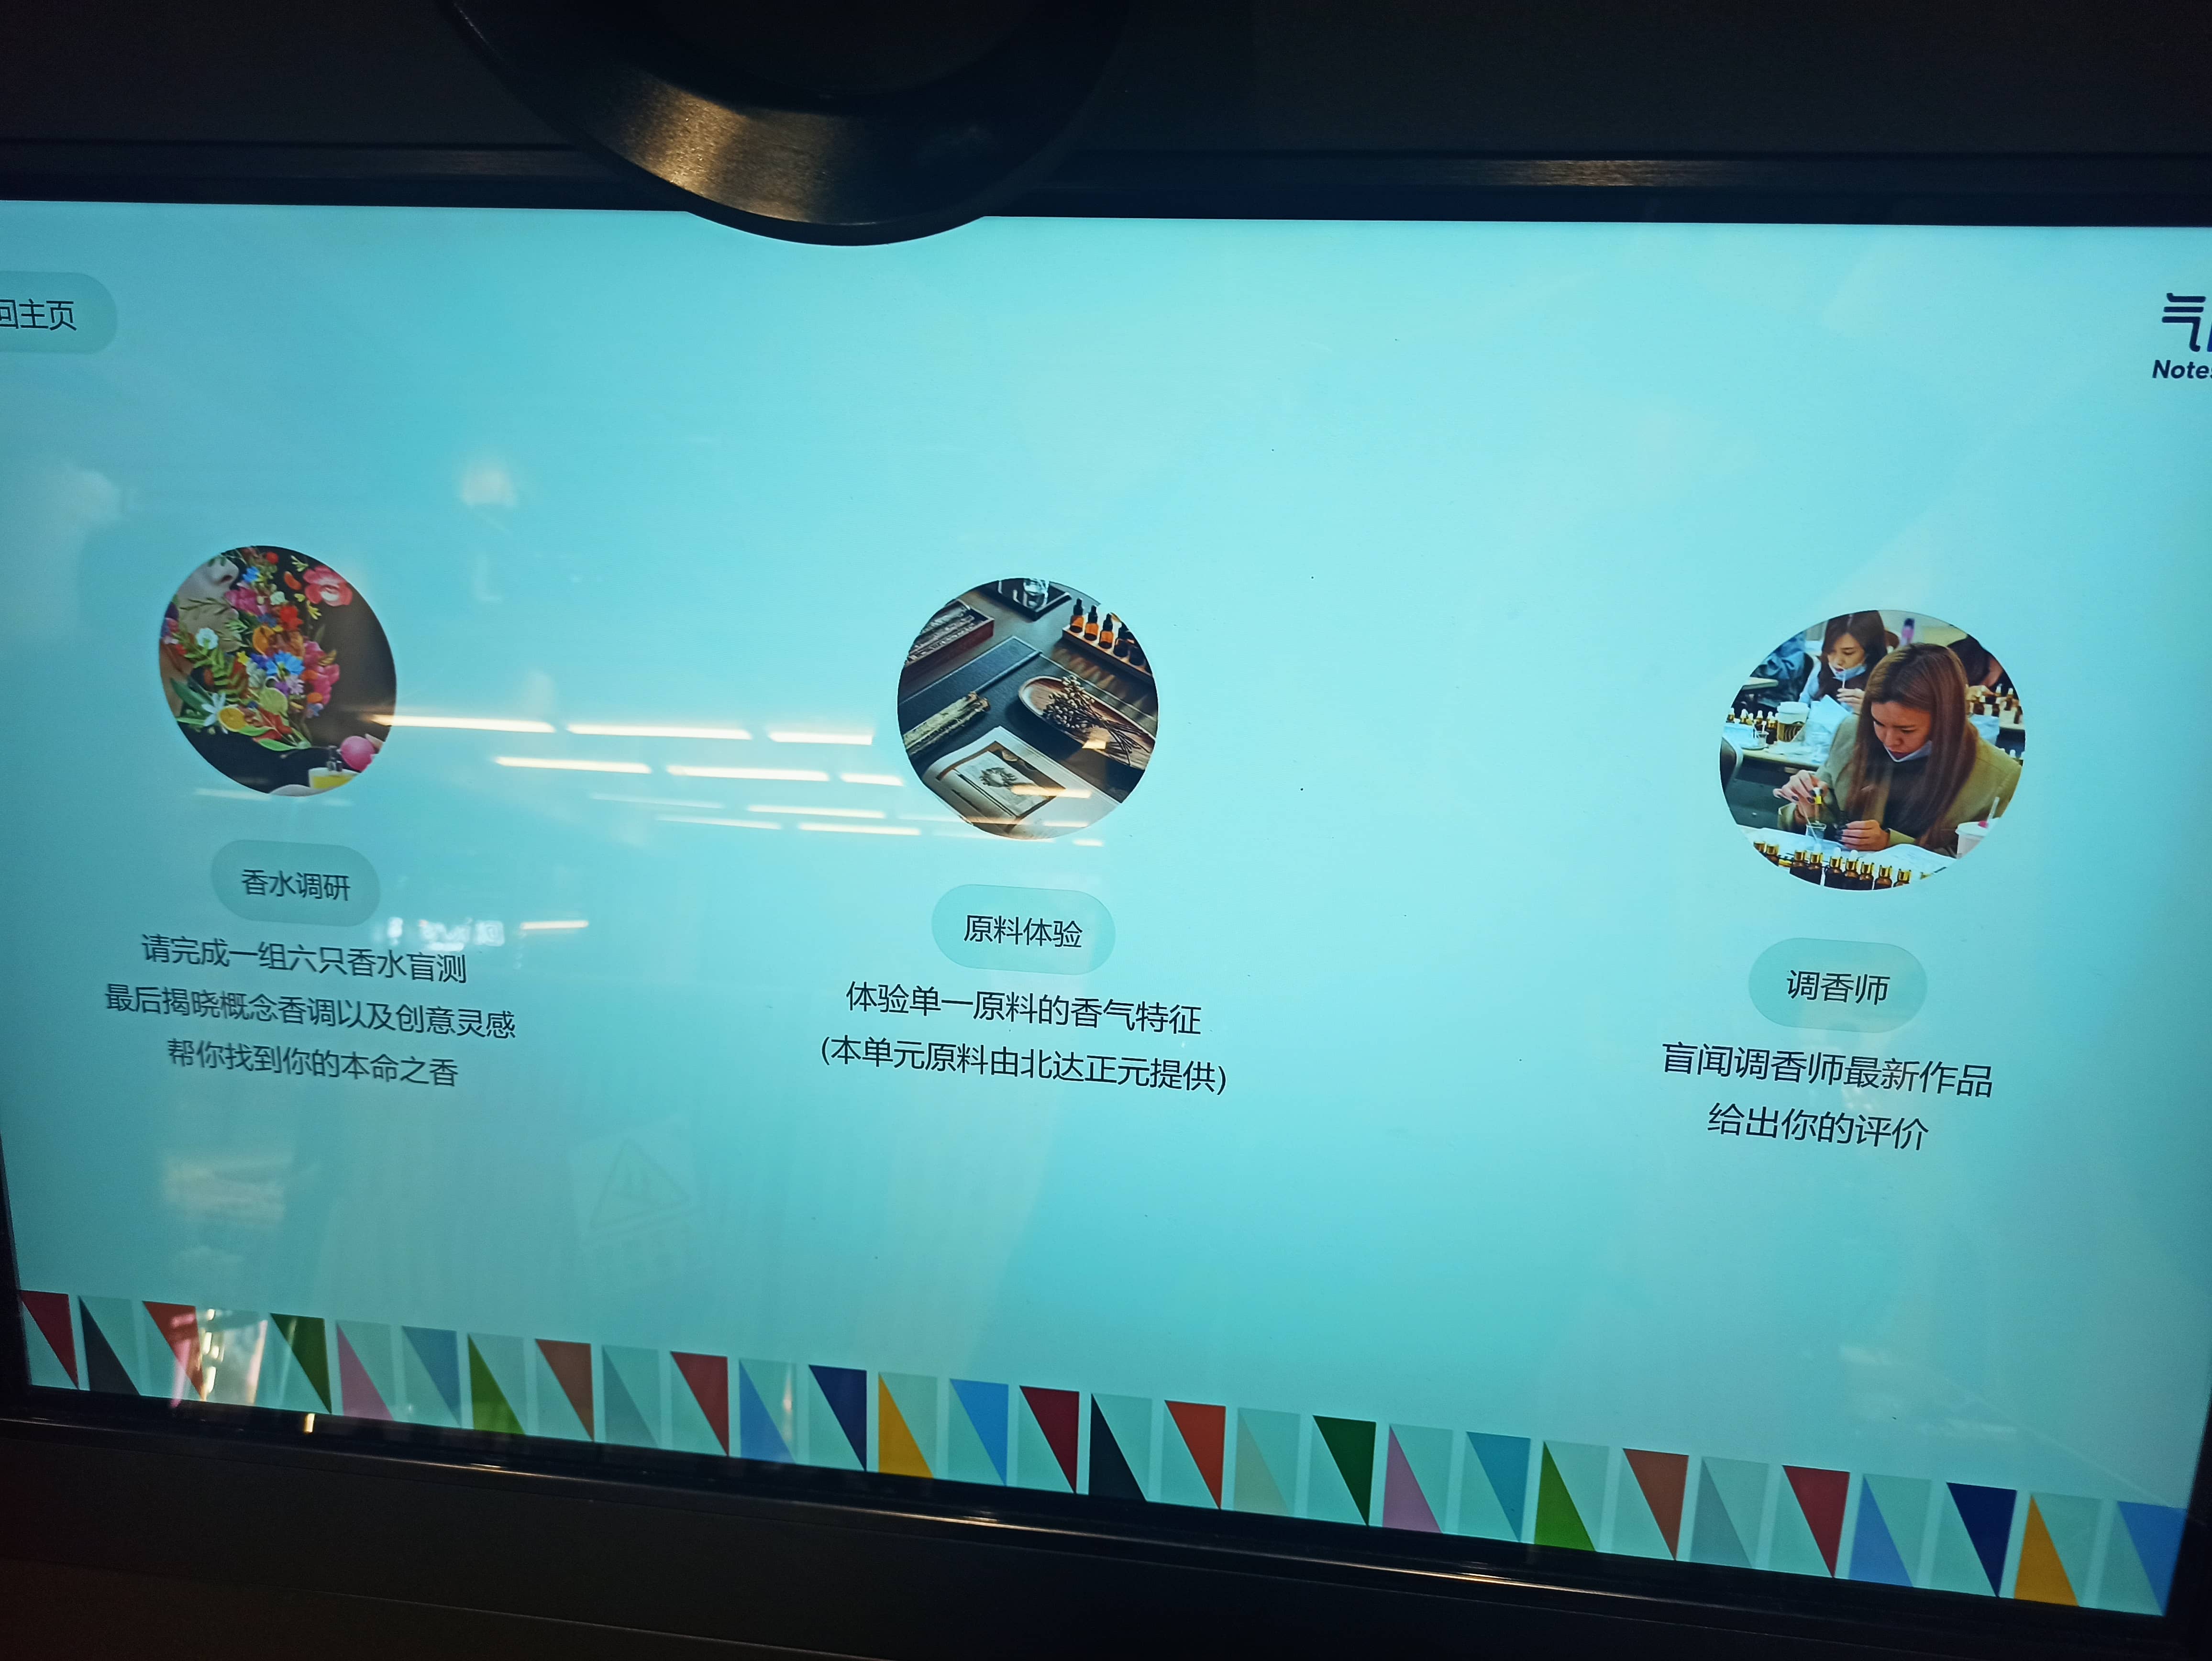 回主页
气
Notes
香水调研
请完成一组六只香水盲测
最后揭晓概念香调以及创意灵感
帮你找到你的本命之香
原料体验
体验单一原料的香气特征
(本单元原料由北达正元提供)
调香师
盲闻调香师最新作品
给出你的评价